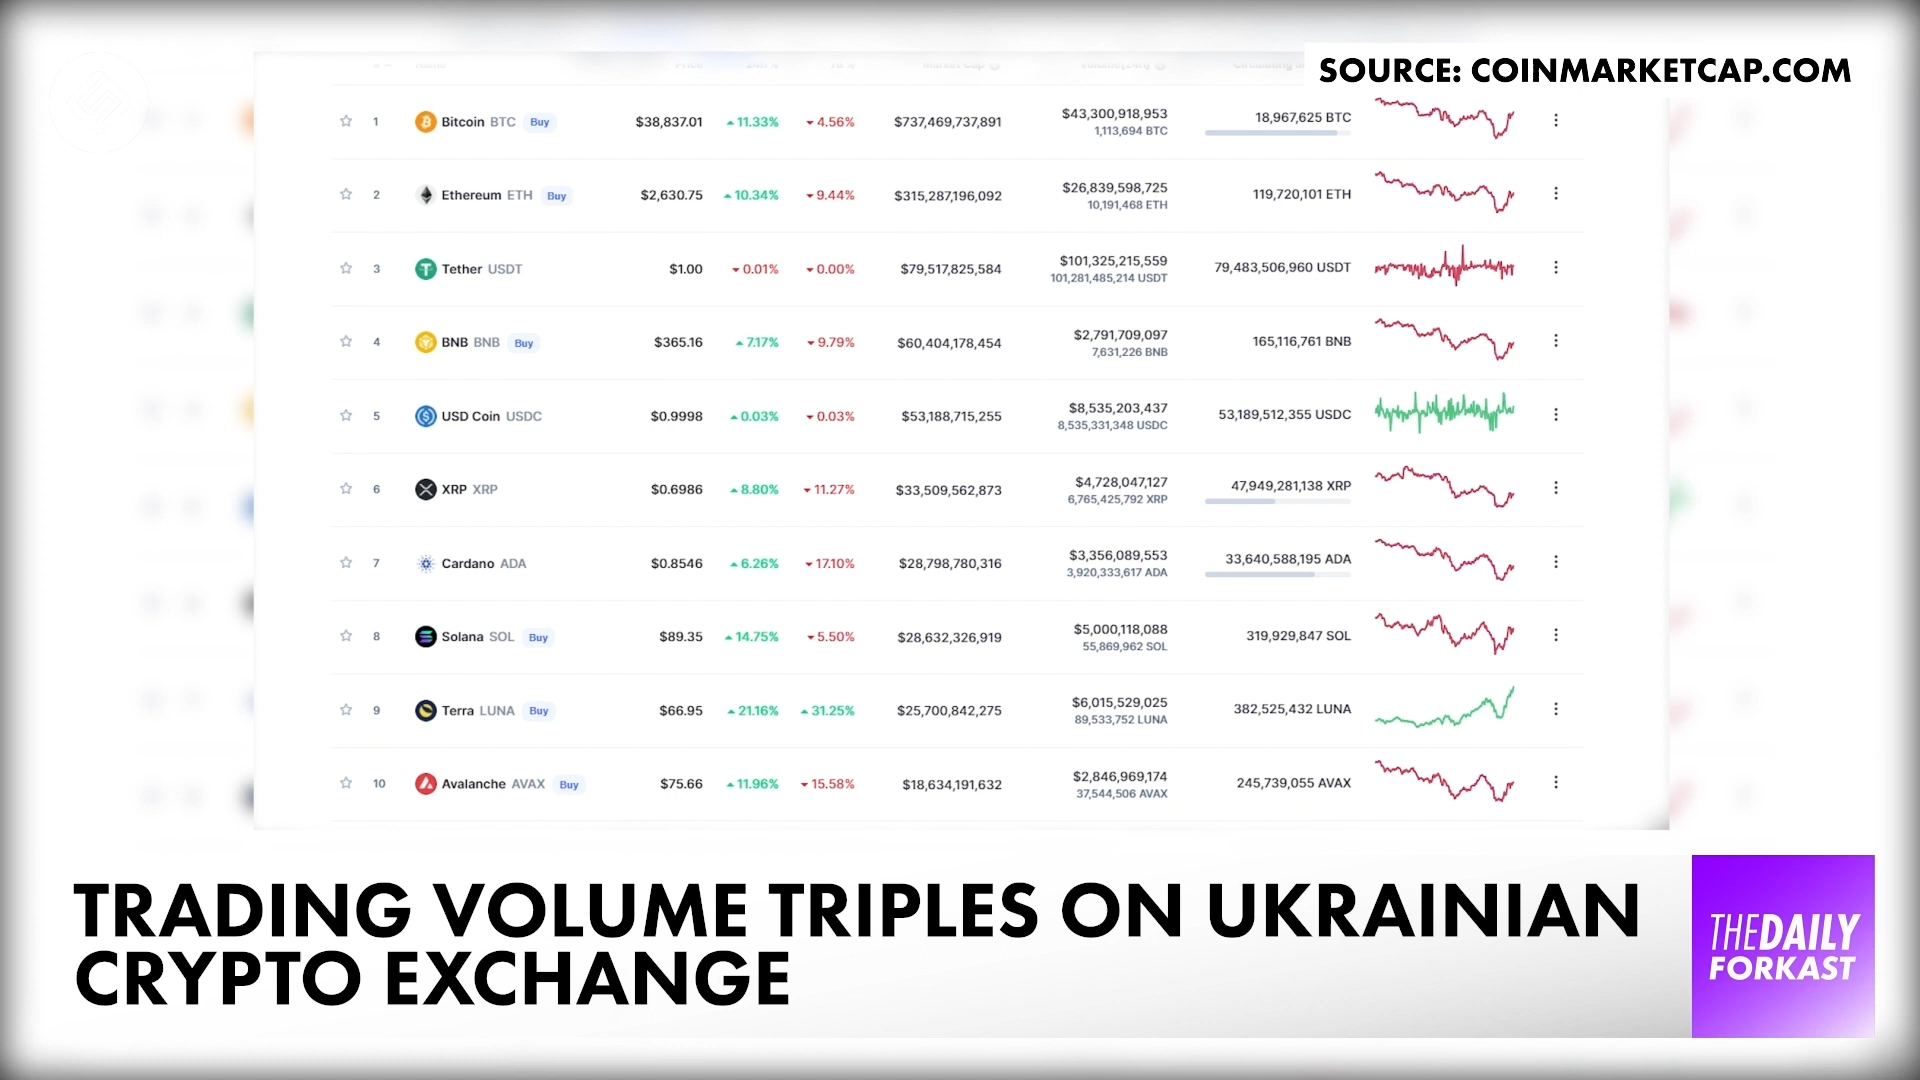 SOURCE: COINMARKETCAP.COM
1 Bitcoin BTC Buy $38,837.01 11.33% 4.56% $737,469,737,891 $43,300,918,953 18,967,625 BTC
1,113,694 BTC
2 Ethereum ETH Buy $2,630.75 10.34% 9.44% $315,287,196,092 $26,839,598,725 119,720,101 ETH
10,191,468 ETH
3 Tether USDT $1.00 0.01% 0.00% $79,517,825,584 $101,325,215,559 79,483,506,960 USDT
101,281,485,214 USDT
4 BNB BNB Buy $365.16 7.17% 9.79% $60,404,178,454 $2,791,709,097 165,116,761 BNB
7,631,226 BNB
5 USD Coin USDC $0.9998 0.03% 0.03% $53,188,715,255 $8,535,203,437 53,189,512,355 USDC
8,535,331,348 USDC
6 XRP XRP $0.6986 8.80% 11.27% $33,509,562,873 $4,728,047,127 47,949,281,138 XRP
6,765,425,792 XRP
7 Cardano ADA $0.8546 6.26% 17.10% $28,798,780,316 $3,356,089,553 33,640,588,195 ADA
3,920,333,617 ADA
8 Solana SOL Buy $89.35 14.75% 5.50% $28,632,326,919 $5,000,118,088 319,929,847 SOL
55,869,962 SOL
9 Terra LUNA Buy $66.95 21.16% 31.25% $25,700,842,275 $6,015,529,025 382,525,432 LUNA
89,533,752 LUNA
10 Avalanche AVAX Buy $75.66 11.96% 15.58% $18,634,191,632 $2,846,969,174 245,739,055 AVAX
37,544,506 AVAX
TRADING VOLUME TRIPLES ON UKRAINIAN
CRYPTO EXCHANGE
THE DAILY
FORKAST